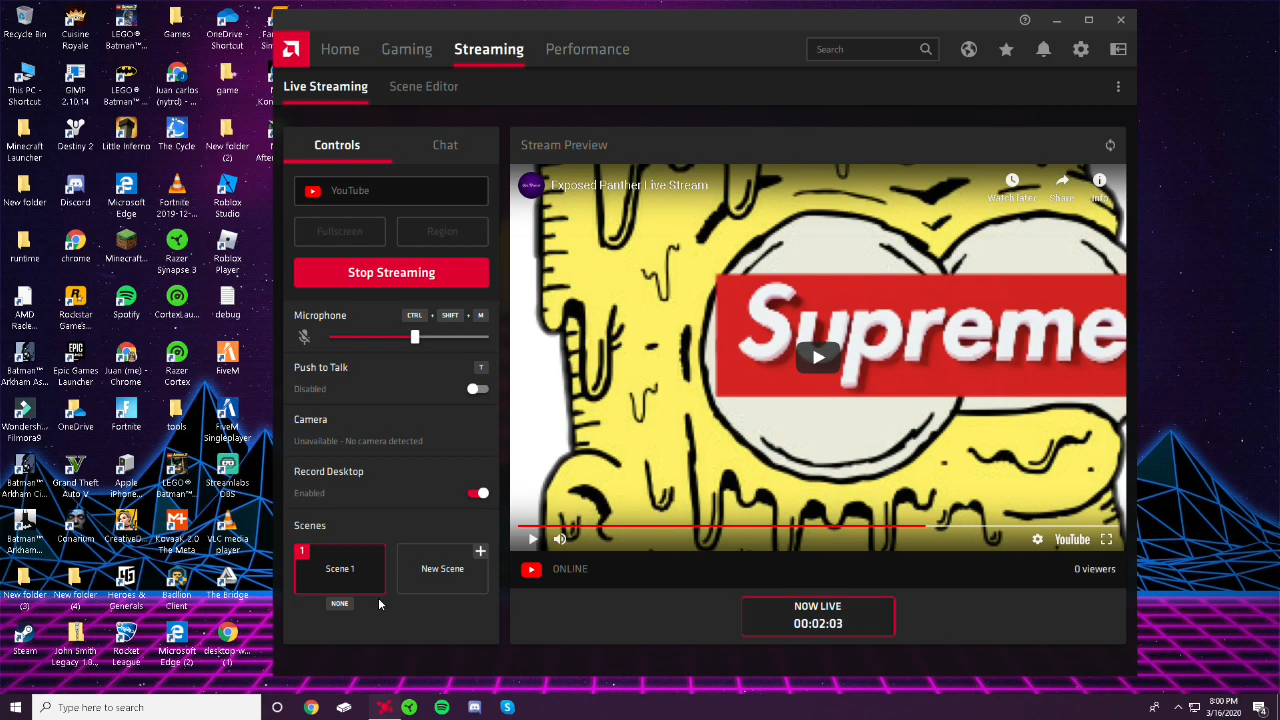 Home
Gaming
Streaming
Performance
Search
Live Streaming
Scene Editor
Controls
Chat
YouTube
Fullscreen
Region
Stop Streaming
Microphone
CTRL + SHIFT + M
Push to Talk
T
Disabled
Camera
Unavailable - No camera detected
Record Desktop
Enabled
Scenes
1
Scene 1
New Scene
NONE
Stream Preview
Exposed Panther Live Stream
Watch later
Share
Info
Supreme
YouTube
ONLINE
0 viewers
NOW LIVE
00:02:03
Recycle Bin
Cuisine
Royale
LEGO®
Batman™...
Games
OneDrive -
Shortcut
This PC -
Shortcut
GIMP
2.10.14
LEGO®
Batman™ ...
Juan carlos
(nytrd) - ...
game
Minecraft
Launcher
Destiny 2
Little Inferno
The Cycle
New folder
(2)
New folder
Discord
Microsoft
Edge
Fortnite
2019-12-...
Roblox
Studio
runtime
chrome
Minecraft...
Razer
Synapse 3
Roblox
Player
AMD
Rade...
Rockstar
Games...
Spotify
CortexLau...
debug
Batman™
Arkham As...
Epic Games
Launcher
Juan (me) -
Chrome
Razer
Cortex
FiveM
Wondersh...
Filmora9
OneDrive
Fortnite
tools
FiveM
Singleplayer
Batman™
Arkham Ci...
Grand Theft
Auto V
Apple
iPhone...
LEGO®
Batman™...
Streamlabs
OBS
Batman™
Arkham...
Conanum
CreativeD...
Kovaak 2.0
The Meta
VLC media
player
New folder
(3)
New folder
(4)
Heroes &
Generals
Badlion
Client
The Bridge
Steam
John Smith
Legacy 1.8...
Rocket
League
Microsoft
Edge (2)
desktop-w...
(1)
Type here to search
8:00 PM
3/16/2020
4